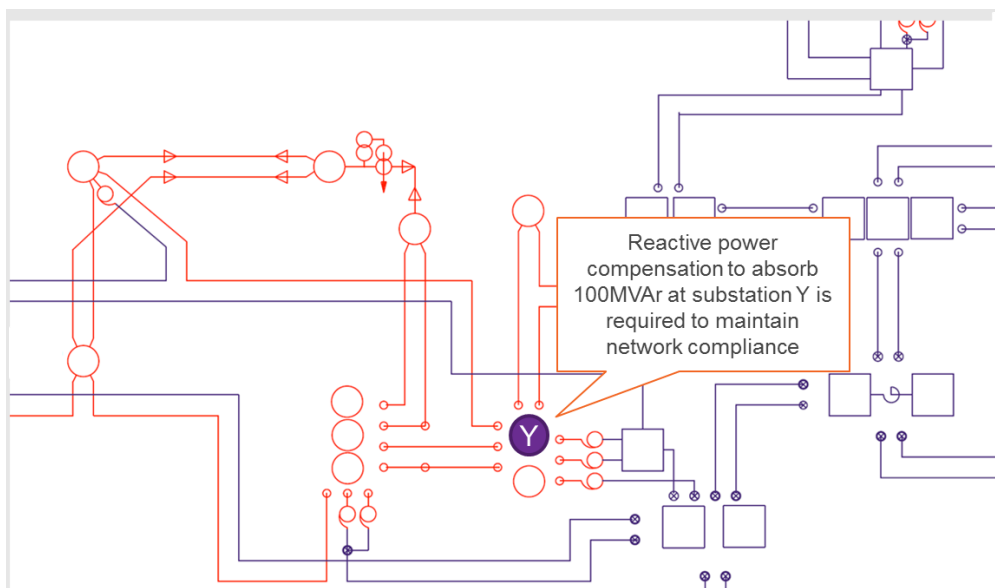 Reactive power
compensation to absorb
100MVAr at substation Y is
required to maintain
network compliance
Y